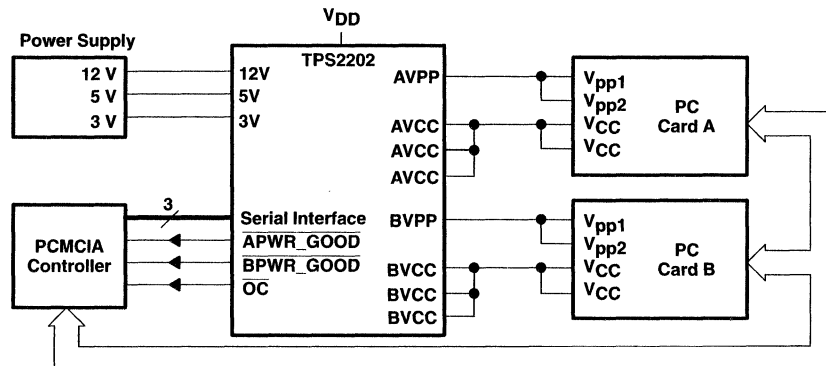 VDD
Power Supply
12 V
5 V
3 V
TPS2202
12V
5V
3V
AVPP
AVCC
AVCC
AVCC
Vpp1
Vpp2
VCC
VCC
PC
Card A
3
PCMCIA
Controller
Serial Interface
APWR_GOOD
BPWR_GOOD
OC
BVPP
BVCC
BVCC
BVCC
Vpp1
Vpp2
VCC
VCC
PC
Card B